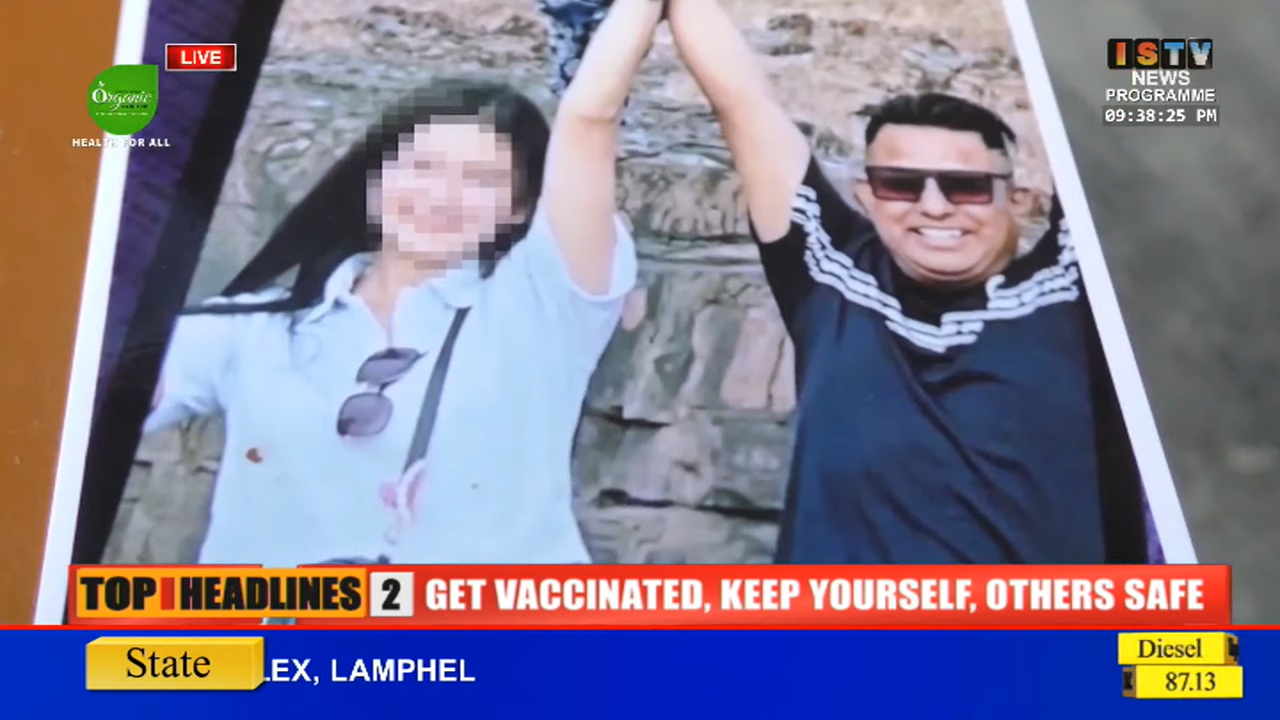 LIVE
Organic
HEALTH FOR ALL
ISTV
NEWS
PROGRAMME
09:38:25 PM
TOP HEADLINES 2 GET VACCINATED, KEEP YOURSELF, OTHERS SAFE
State
LEX, LAMPHEL
Diesel
87.13